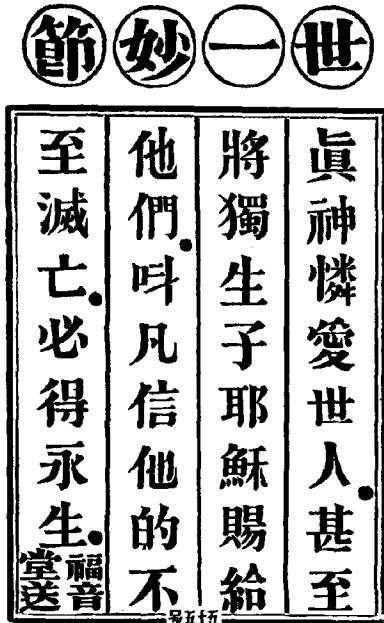 世一妙節
眞神憐愛世人。甚至
將獨生子耶穌賜給
他們。呌凡信他的不
至滅亡。必得永生。
福音
堂送